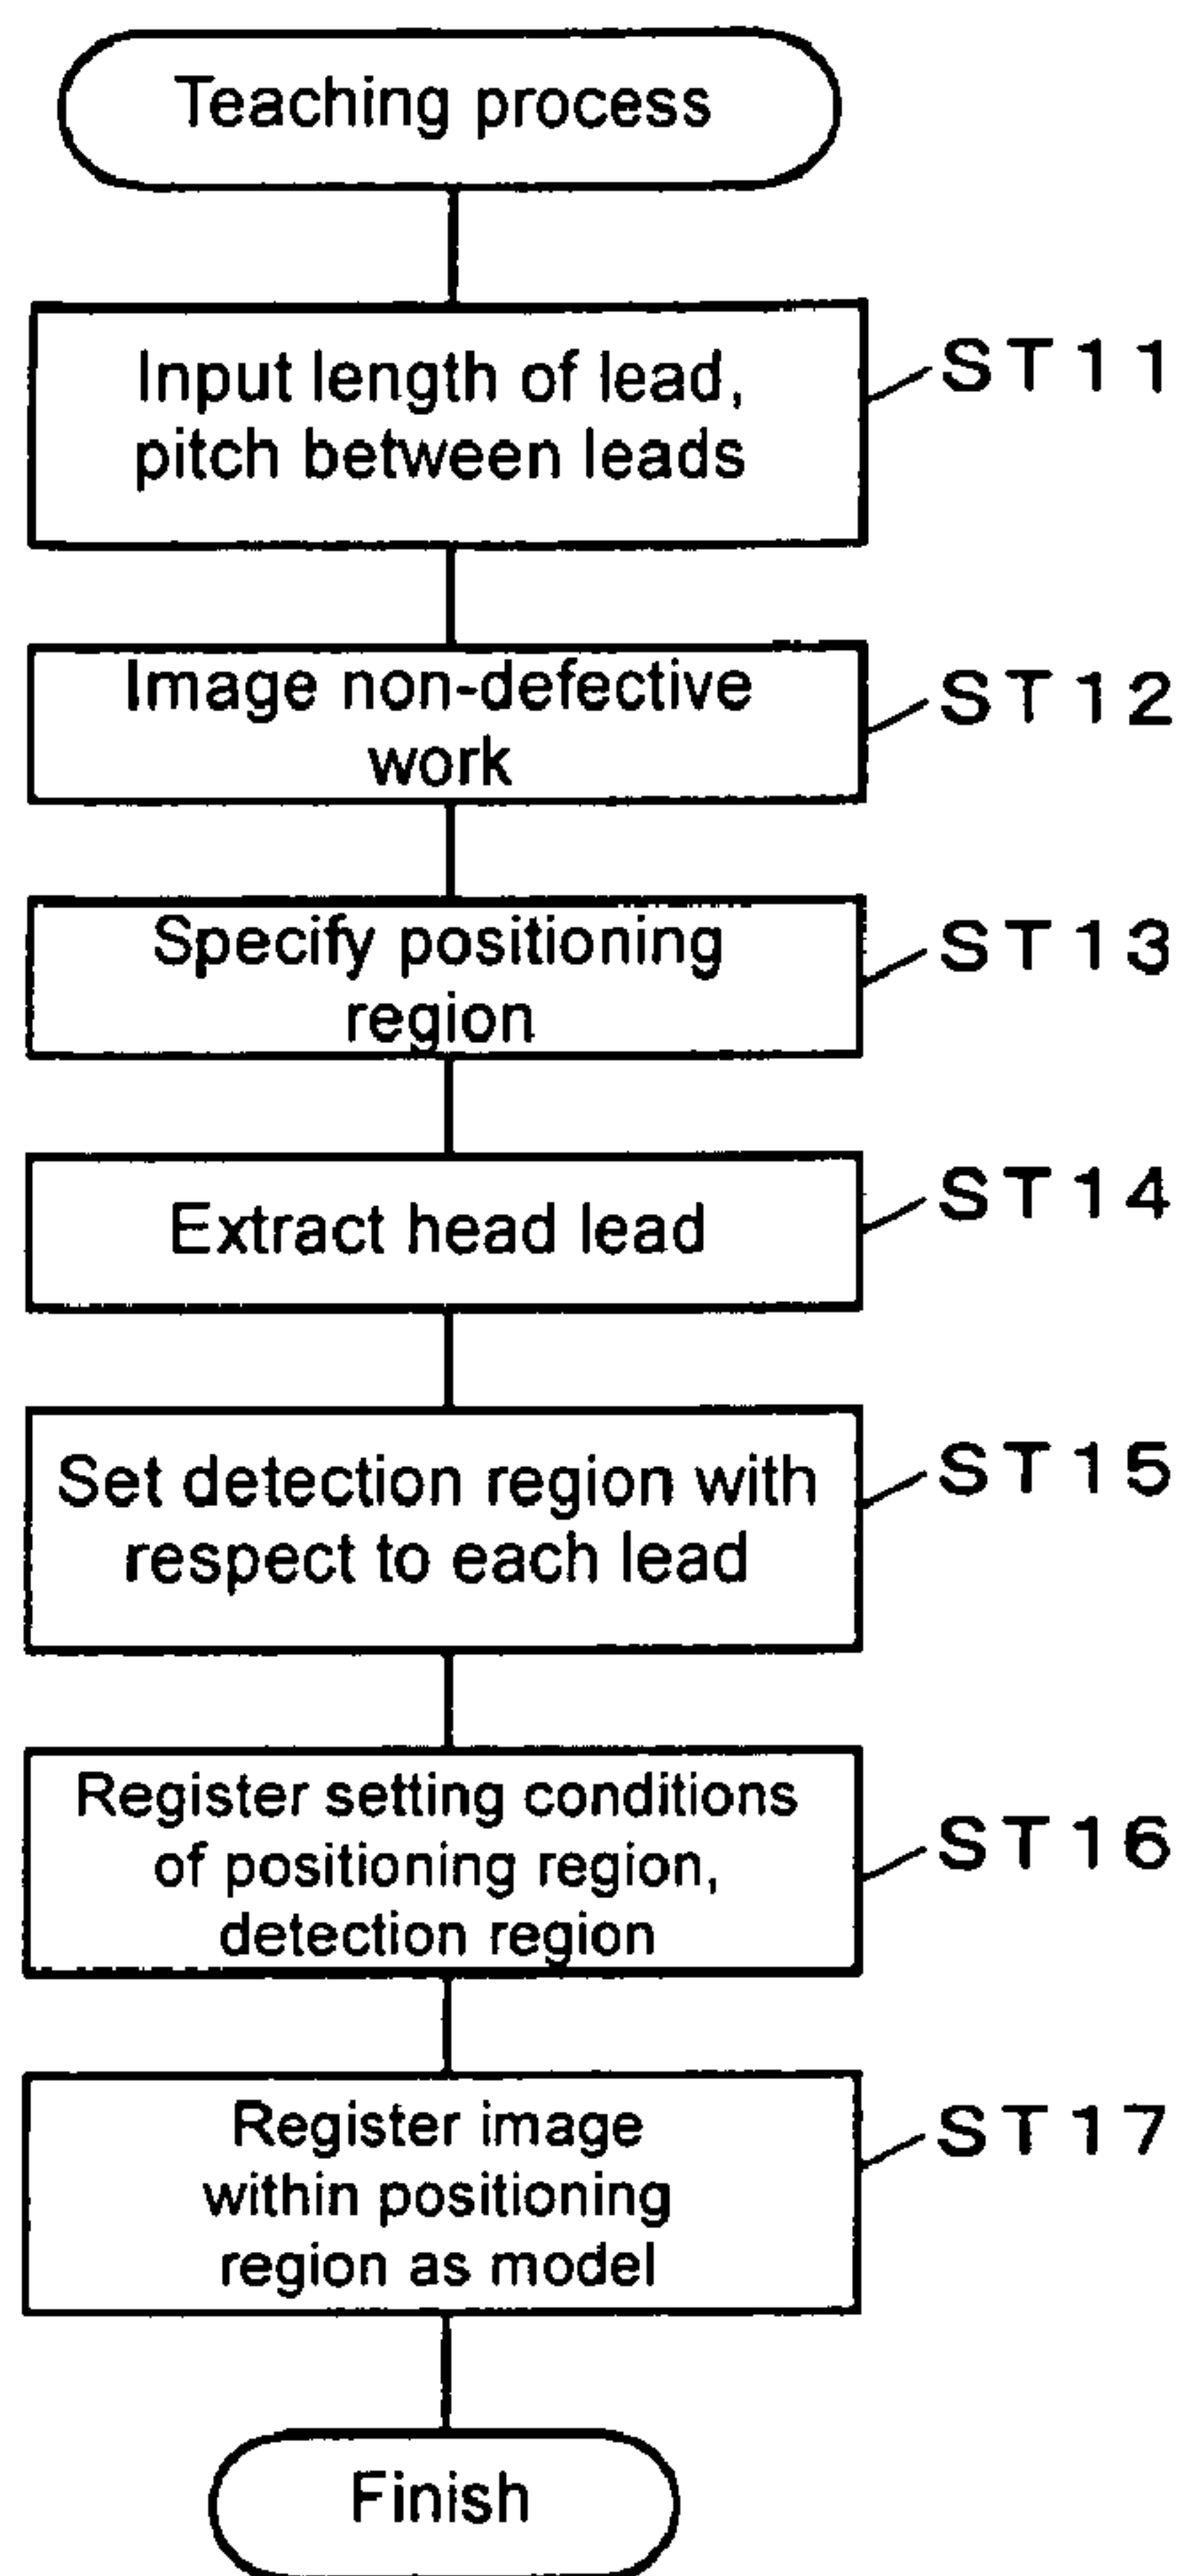 Teaching process
Input length of lead,
pitch between leads
ST11
Image non-defective
work
ST12
Specify positioning
region
ST13
Extract head lead
ST14
Set detection region with
respect to each lead
ST15
Register setting conditions
of positioning region,
detection region
ST16
Register image
within positioning
region as model
ST17
Finish